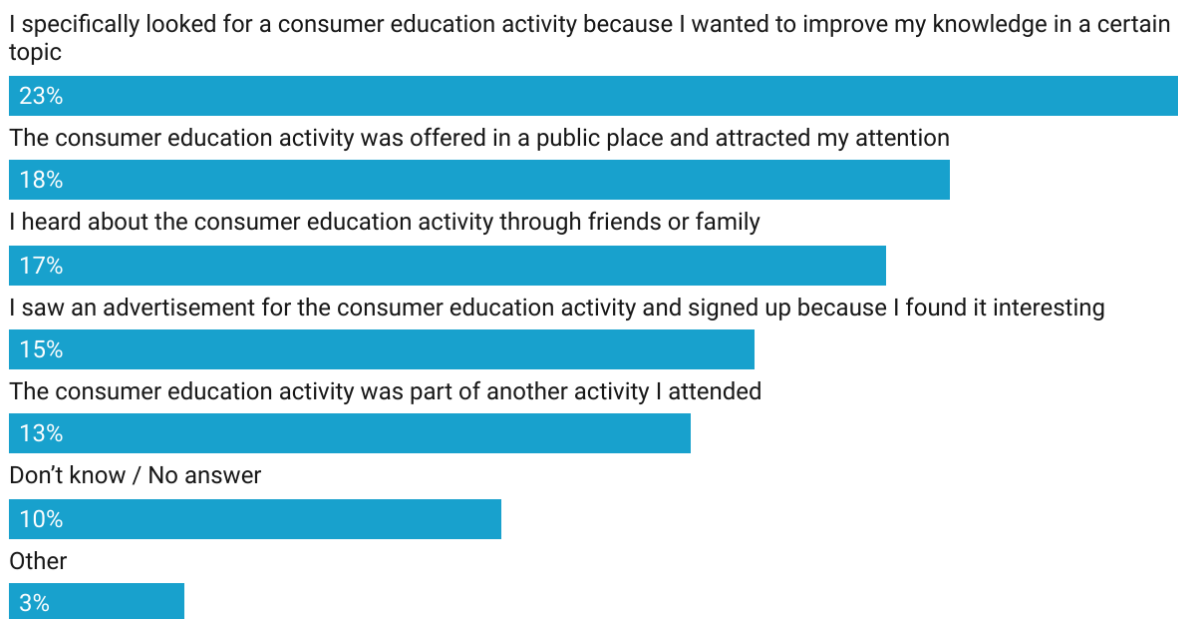 I specifically looked for a consumer education activity because I wanted to improve my knowledge in a certain
topic
23%
The consumer education activity was offered in a public place and attracted my attention
18%
I heard about the consumer education activity through friends or family
17%
I saw an advertisement for the consumer education activity and signed up because I found it interesting
15%
The consumer education activity was part of another activity I attended
13%
Don’t know / No answer
10%
Other
3%